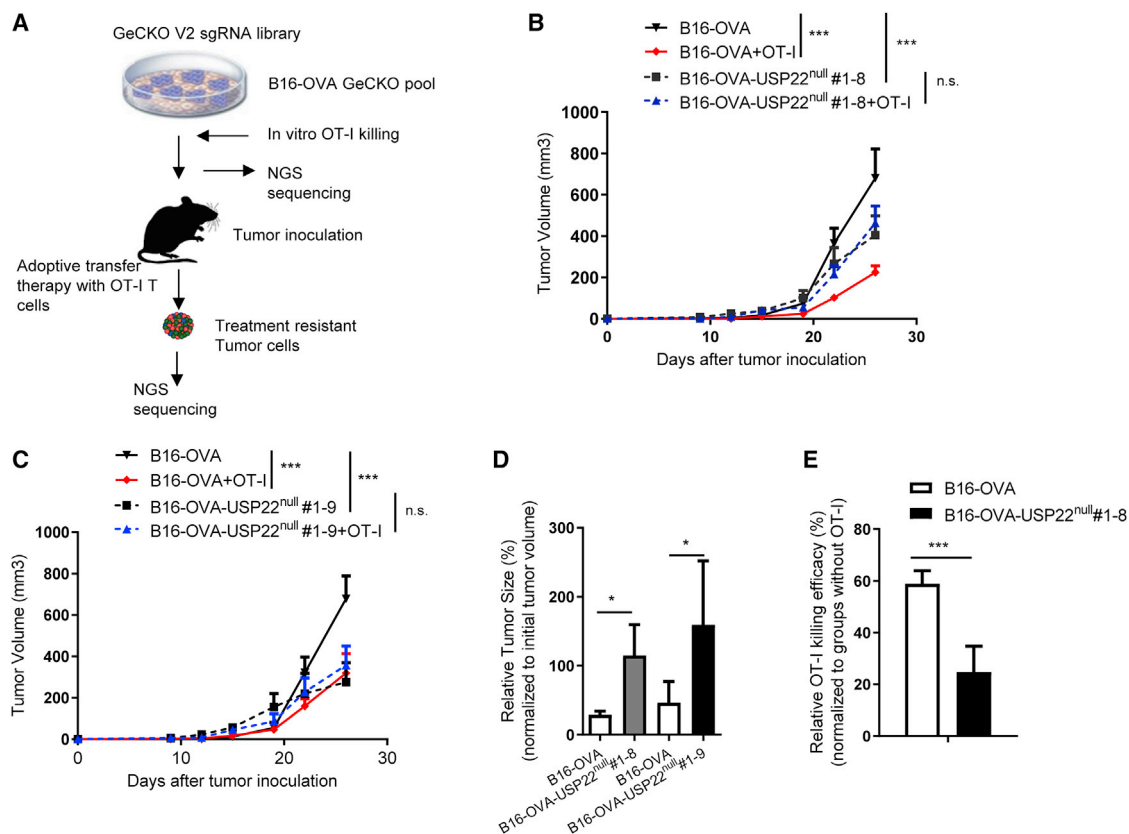 A
GeCKO V2 sgRNA library
B16-OVA GeCKO pool
In vitro OT-I killing
NGS
sequencing
Tumor inoculation
Adoptive transfer
therapy with OT-I T
cells
Treatment resistant
Tumor cells
NGS
sequencing
B
B16-OVA
B16-OVA+OT-I
B16-OVA-USP22null #1-8
B16-OVA-USP22null #1-8+OT-I
***
***
n.s.
Tumor Volume (mm3)
1000
800
600
400
200
0
0 10 20 30
Days after tumor inoculation
C
B16-OVA
B16-OVA+OT-I
B16-OVA-USP22null #1-9
B16-OVA-USP22null #1-9+OT-I
***
***
n.s.
Tumor Volume (mm3)
1000
800
600
400
200
0
0 10 20 30
Days after tumor inoculation
D
Relative Tumor Size (%)
(normalized to initial tumor volume)
300
200
100
0
*
*
B16-OVA
B16-OVA-USP22null#1-8
B16-OVA
B16-OVA-USP22null#1-9
E
B16-OVA
B16-OVA-USP22null#1-8
Relative OT-I killing efficacy (%)
(normalized to groups without OT-I)
80
60
40
20
0
***